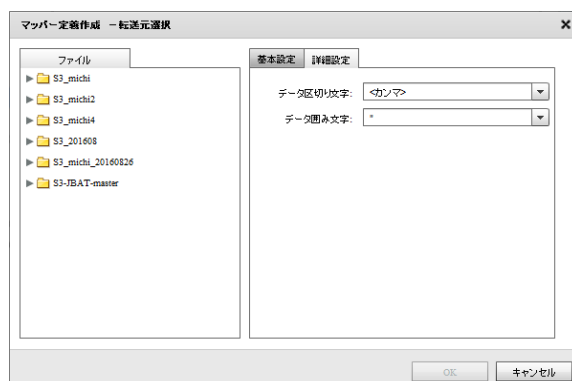 マッパー定義作成 －転送元選択
ファイル
S3_michi
S3_michi2
S3_michi4
S3_201608
S3_michi_20160826
S3-JBAT-master
基本設定 詳細設定
データ区切り文字: <カンマ>
データ囲み文字: "
OK キャンセル